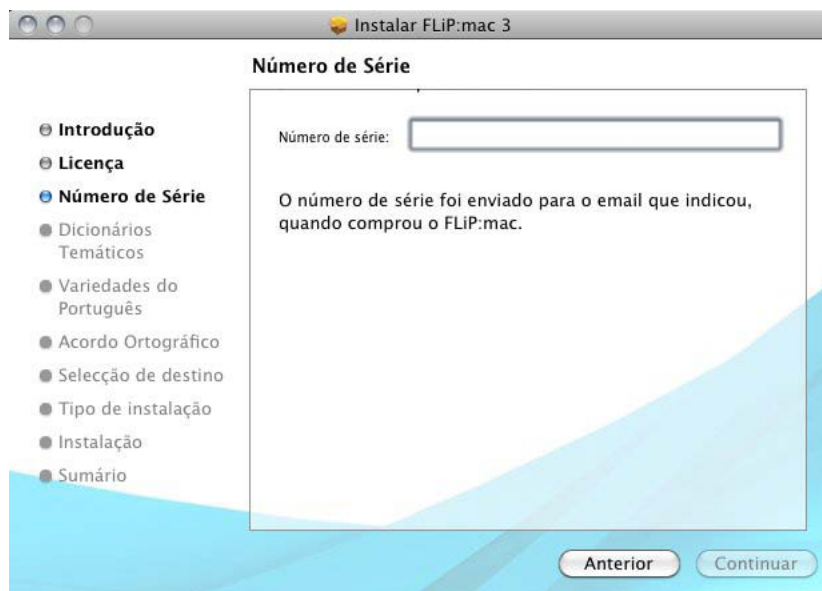 Instalar FLiP:mac 3
Número de Série
Introdução
Licença
Número de Série
Dicionários
Temáticos
Variedades do
Português
Acordo Ortográfico
Selecção de destino
Tipo de instalação
Instalação
Sumário
Número de série:
O número de série foi enviado para o email que indicou,
quando comprou o FLiP:mac.
Anterior
Continuar